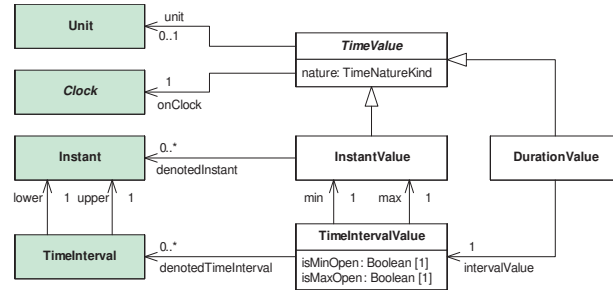 Unit
unit
0..1
TimeValue
nature: TimeNatureKind
Clock
1
onClock
Instant
0..*
denotedInstant
InstantValue
DurationValue
lower 1 upper 1
min 1 max 1
TimeInterval
0..*
denotedTimeInterval
TimeIntervalValue
isMinOpen: Boolean [1]
isMaxOpen: Boolean [1]
1
intervalValue